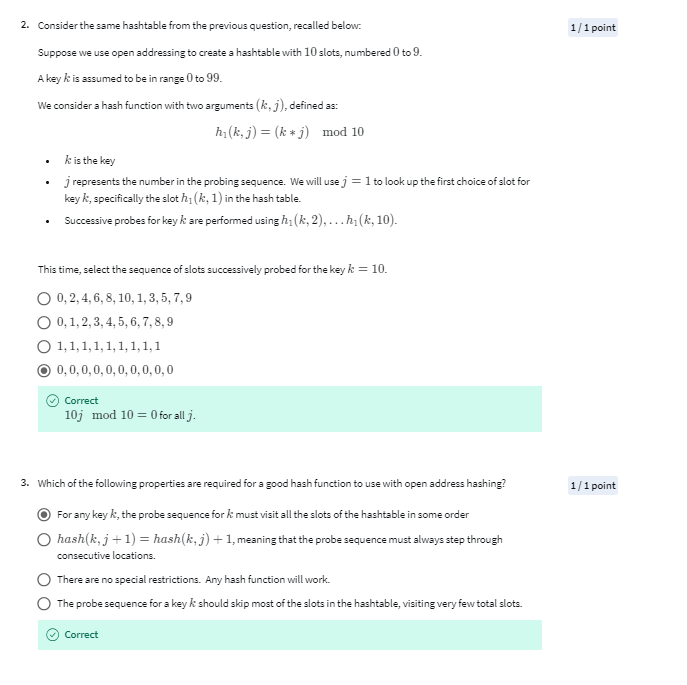 2. Consider the same hashtable from the previous question, recalled below:
1 / 1 point
Suppose we use open addressing to create a hashtable with 10 slots, numbered 0 to 9.
A key k is assumed to be in range 0 to 99.
We consider a hash function with two arguments (k, j), defined as:
h₁(k, j) = (k ∗ j) mod 10
• k is the key
• j represents the number in the probing sequence. We will use j = 1 to look up the first choice of slot for
key k, specifically the slot h₁(k, 1) in the hash table.
• Successive probes for key k are performed using h₁(k, 2), . . . h₁(k, 10).
This time, select the sequence of slots successively probed for the key k = 10.
0, 2, 4, 6, 8, 10, 1, 3, 5, 7, 9
0, 1, 2, 3, 4, 5, 6, 7, 8, 9
1, 1, 1, 1, 1, 1, 1, 1, 1
0, 0, 0, 0, 0, 0, 0, 0, 0, 0
Correct
10j mod 10 = 0 for all j.
3. Which of the following properties are required for a good hash function to use with open address hashing?
1 / 1 point
For any key k, the probe sequence for k must visit all the slots of the hashtable in some order
hash(k, j + 1) = hash(k, j) + 1, meaning that the probe sequence must always step through
consecutive locations.
There are no special restrictions. Any hash function will work.
The probe sequence for a key k should skip most of the slots in the hashtable, visiting very few total slots.
Correct